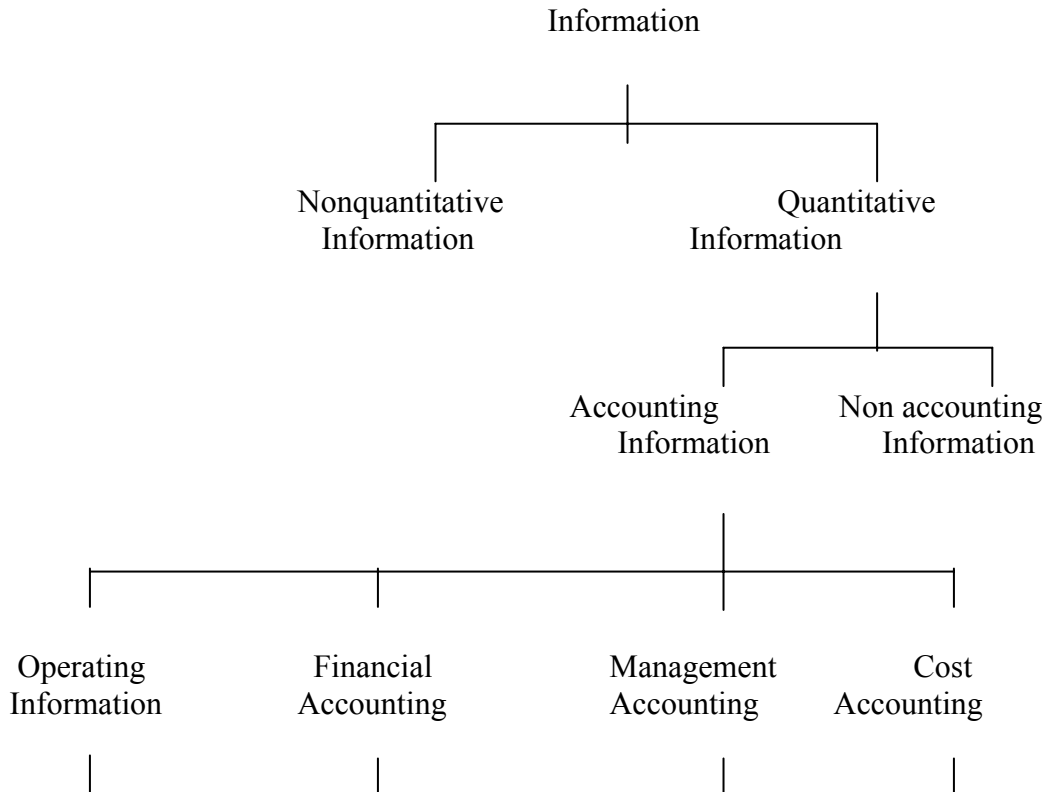 Information
Nonquantitative Quantitative
Information Information
Accounting Non accounting
Information Information
Operating Financial Management Cost
Information Accounting Accounting Accounting